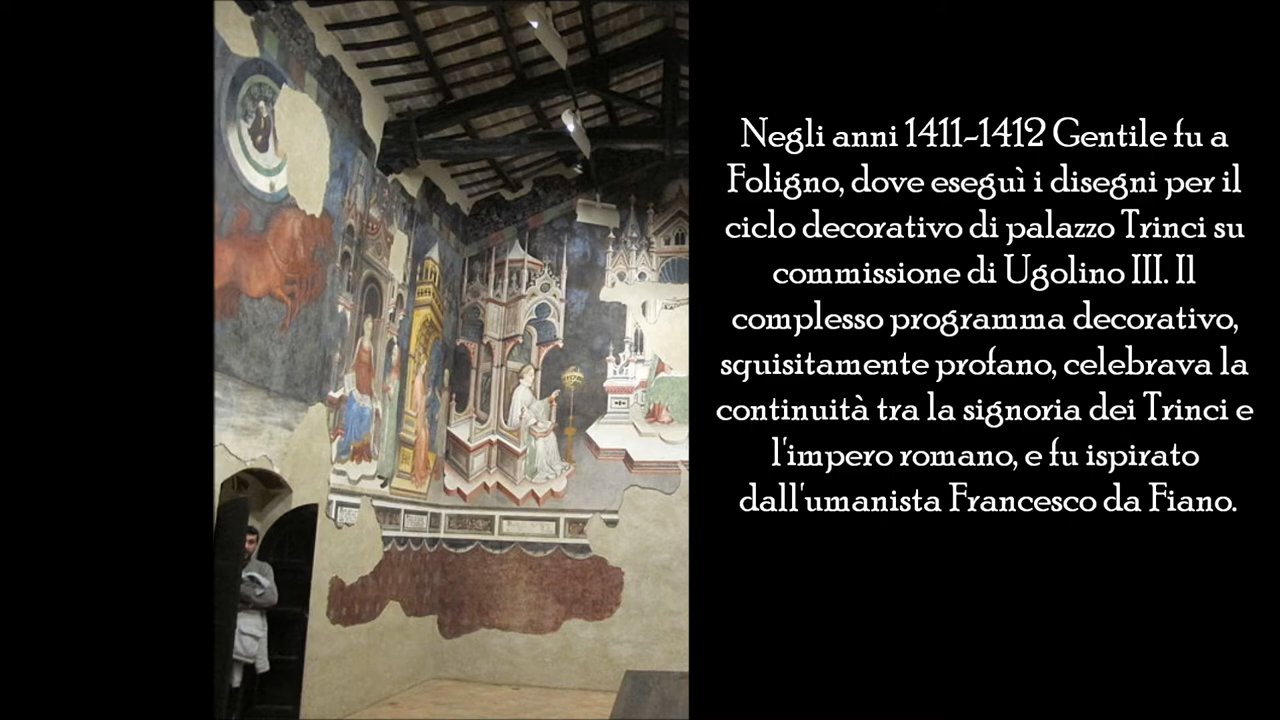 Negli anni 1411-1412 Gentile fu a
Foligno, dove eseguì i disegni per il
ciclo decorativo di palazzo Trinci su
commissione di Ugolino III. Il
complesso programma decorativo,
squisitamente profano, celebrava la
continuità tra la signoria dei Trinci e
l'impero romano, e fu ispirato
dall'umanista Francesco da Fiano.